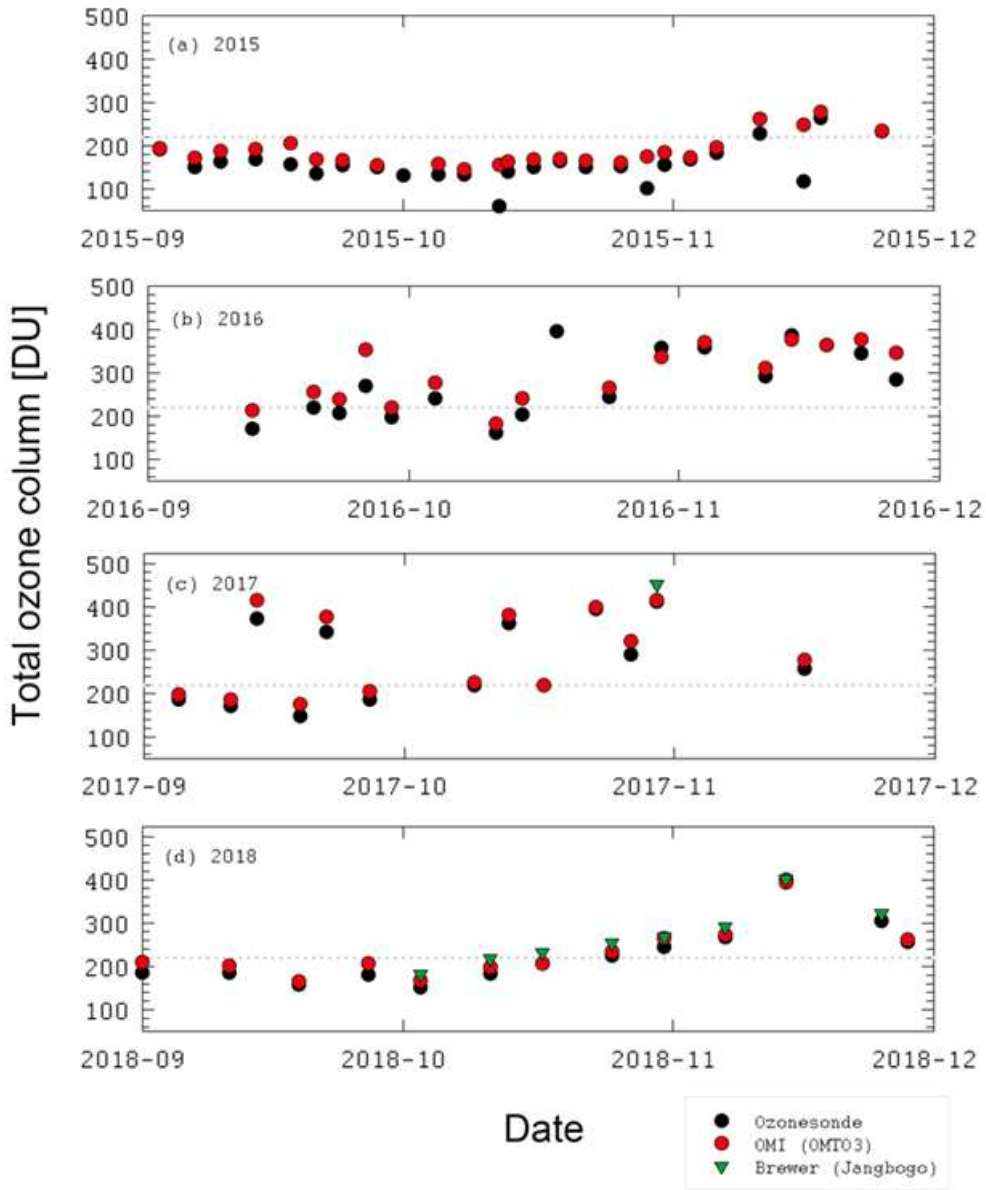 500
(a) 2015
400
300
200
100
2015-09 2015-10 2015-11 2015-12
500
(b) 2016
400
300
200
100
2016-09 2016-10 2016-11 2016-12
Total ozone column [DU]
500
(c) 2017
400
300
200
100
2017-09 2017-10 2017-11 2017-12
500
(d) 2018
400
300
200
100
2018-09 2018-10 2018-11 2018-12
Date
Ozonesonde
OMI (OMTO3)
Brewer (Jangbogo)